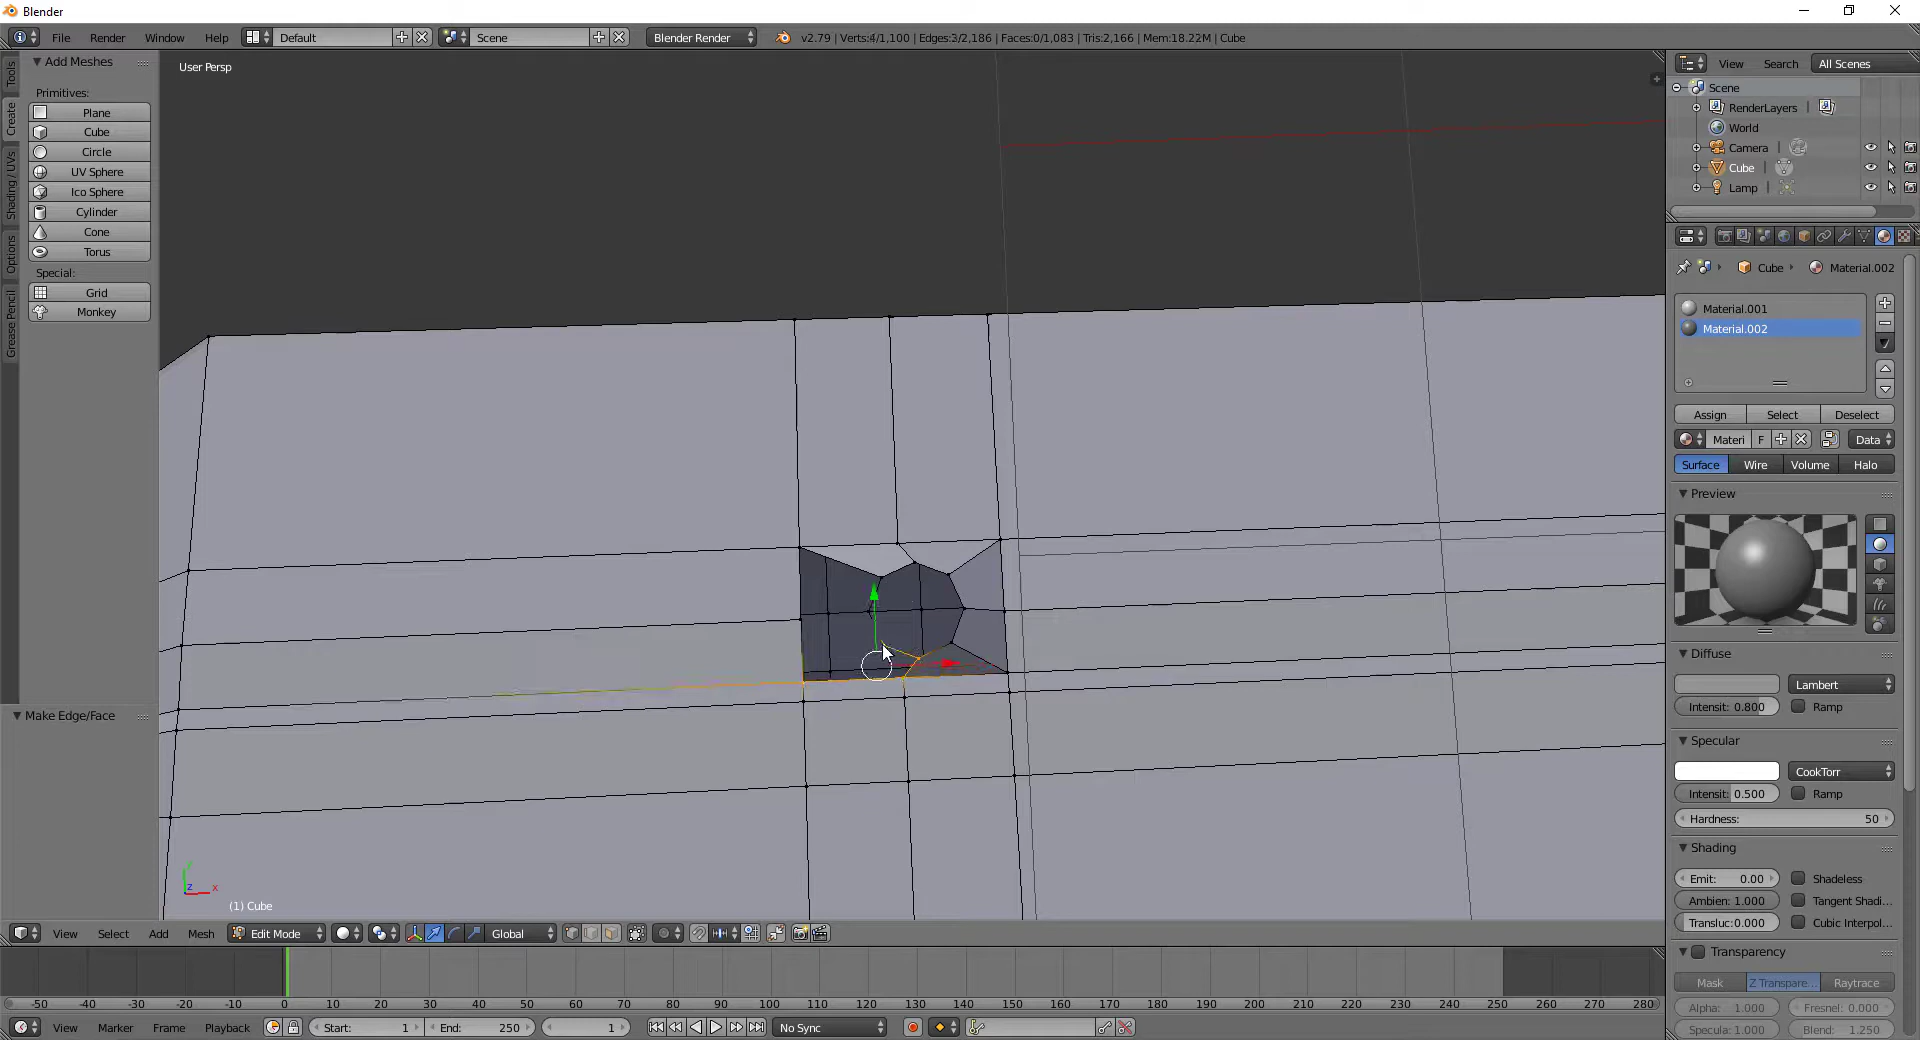 Blender
File Render Window Help Default Scene Blender Render v2.79 | Verts:4/1,100 | Edges:3/2,186 | Faces:0/1,083 | Tris:2,166 | Mem:18.22M | Cube View Search All Scenes
Tools
Create
Shading / UVs
Options
Grease Pencil
Add Meshes
Primitives:
Plane
Cube
Circle
UV Sphere
Ico Sphere
Cylinder
Cone
Torus
Special:
Grid
Monkey
Make Edge/Face
User Persp
y
z x
(1) Cube
Scene
RenderLayers
World
Camera
Cube
Lamp
Cube Material.002
Material.001
Material.002
Assign Select Deselect
Materi F Data
Surface Wire Volume Halo
Preview
Diffuse
Lambert
Intensit: 0.800 Ramp
Specular
CookTorr
Intensit: 0.500 Ramp
Hardness: 50
Shading
Emit: 0.00 Shadeless
Ambien: 1.000 Tangent Shadi...
Transluc:0.000 Cubic Interpol...
Transparency
Mask Z Transpare... Raytrace
Alpha: 1.000 Fresnel: 0.000
Specula: 1.000 Blend: 1.250
View Select Add Mesh Edit Mode Global
-50 -40 -30 -20 -10 0 10 20 30 40 50 60 70 80 90 100 110 120 130 140 150 160 170 180 190 200 210 220 230 240 250 260 270 280
View Marker Frame Playback Start: 1 End: 250 1 No Sync